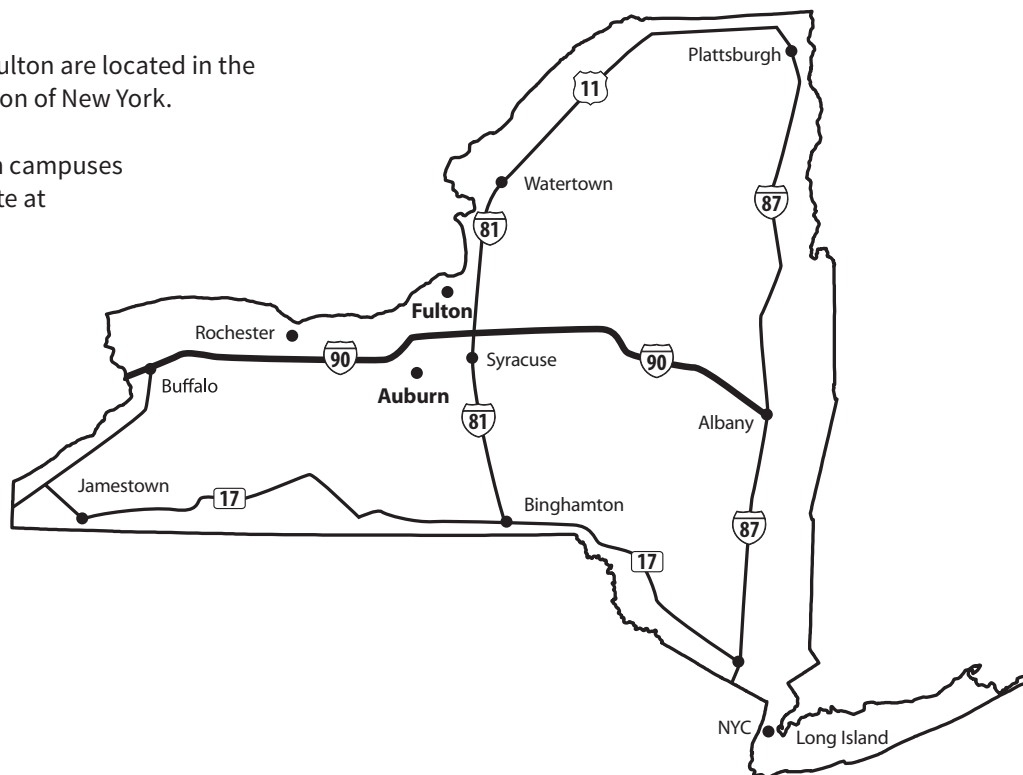 ulton are located in the
on of New York.
campuses
te at
Plattsburgh
11
Watertown
87
81
Fulton
Rochester
90
Syracuse
90
Buffalo
Auburn
81
Albany
Jamestown
17
Binghamton
87
17
NYC
Long Island